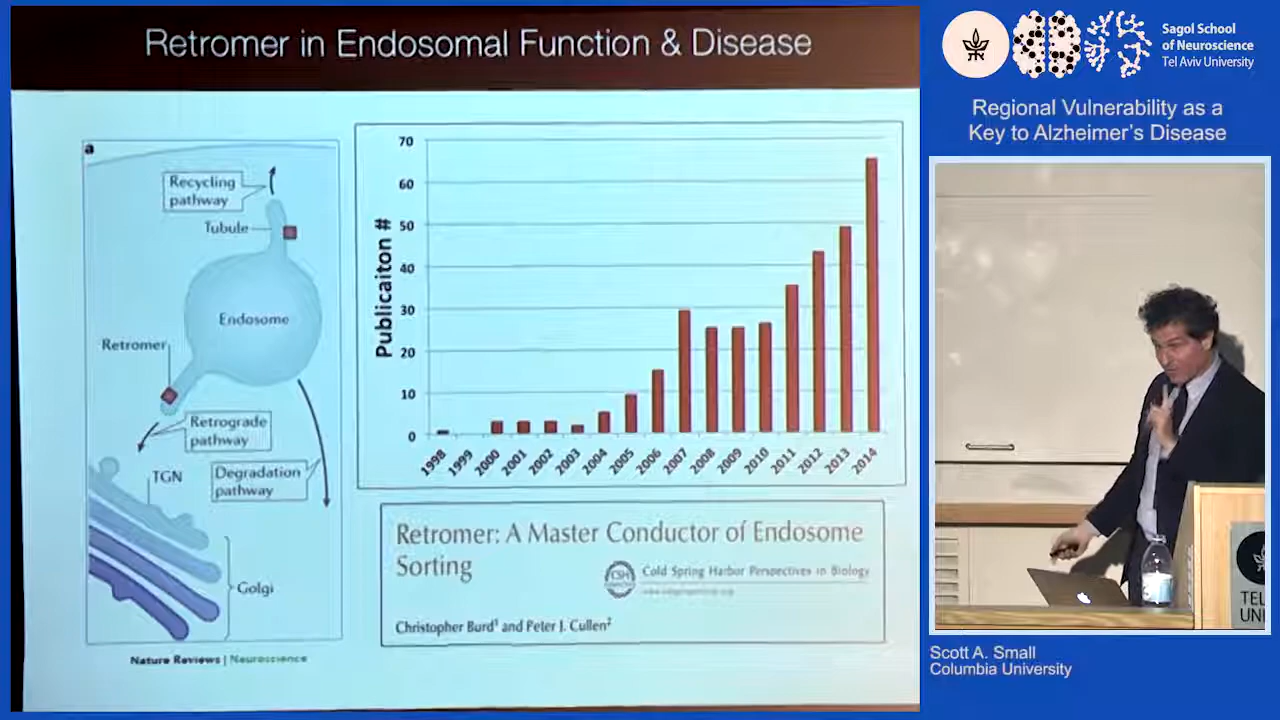 Retromer in Endosomal Function & Disease
a
Recycling
pathway
Tubule
Endosome
Retromer
Retrograde
pathway
TGN
Degradation
pathway
Golgi
Nature Reviews | Neuroscience
Publicaiton #
70
60
50
40
30
20
10
0
1998 1999 2000 2001 2002 2003 2004 2005 2006 2007 2008 2009 2010 2011 2012 2013 2014
Retromer: A Master Conductor of Endosome
Sorting
CSH
Cold Spring Harbor Perspectives in Biology
Christopher Burd¹ and Peter J. Cullen²
Sagol School
of Neuroscience
Tel Aviv University
Regional Vulnerability as a
Key to Alzheimer's Disease
TEL
UNI
Scott A. Small
Columbia University